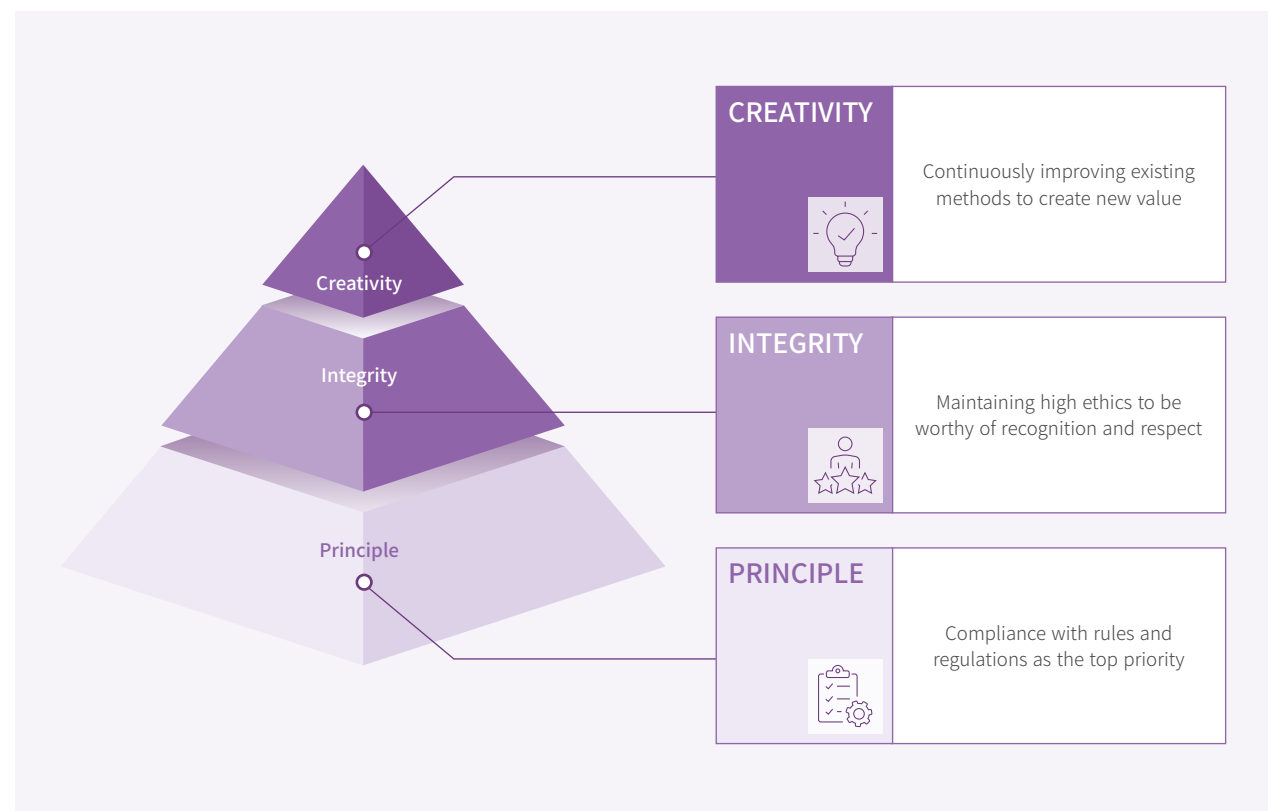 Creativity
Integrity
Principle
CREATIVITY
Continuously improving existing
methods to create new value
INTEGRITY
Maintaining high ethics to be
worthy of recognition and respect
PRINCIPLE
Compliance with rules and
regulations as the top priority